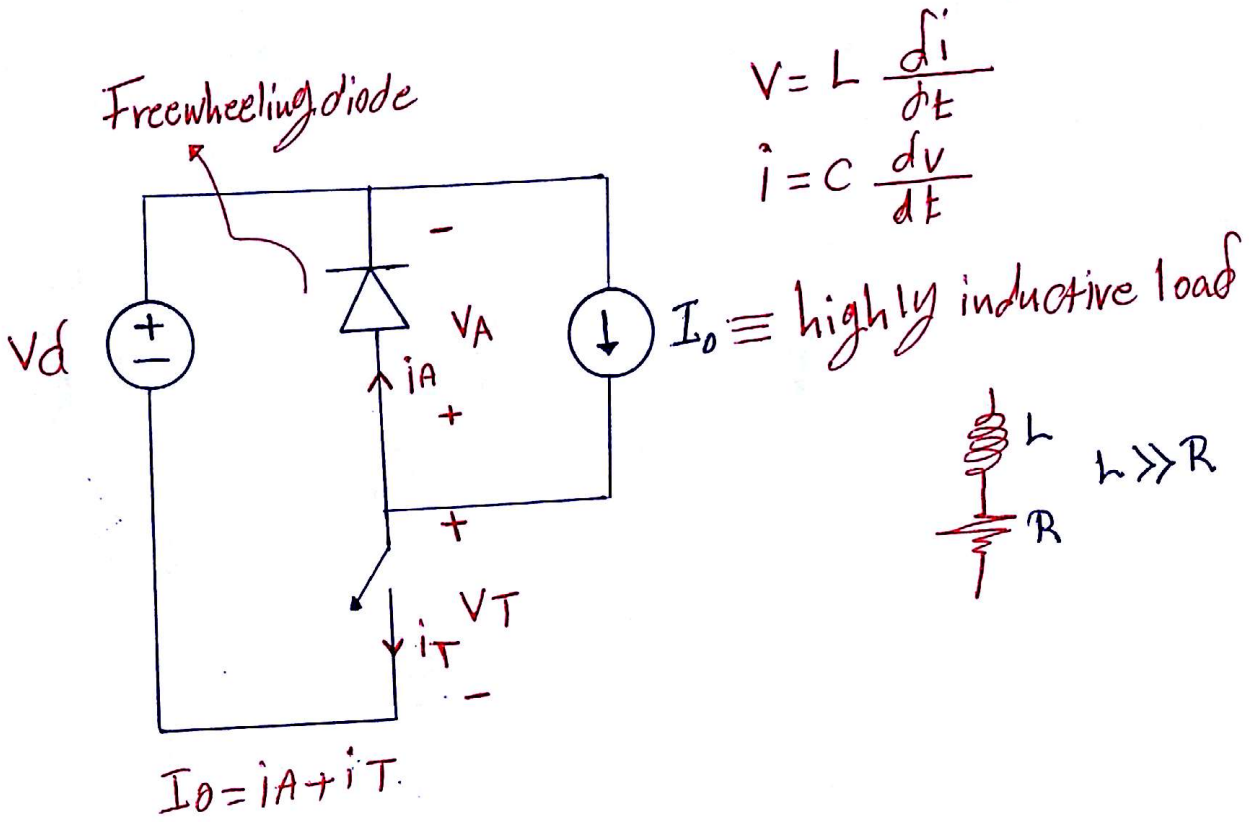 Freewheeling diode
V = L di/dt
i = C dv/dt
-
+
-
Vd
VA
iA
+
I₀ ≡ highly inductive load
L
L >> R
R
+
VT
iT
-
I0 = iA + iT.